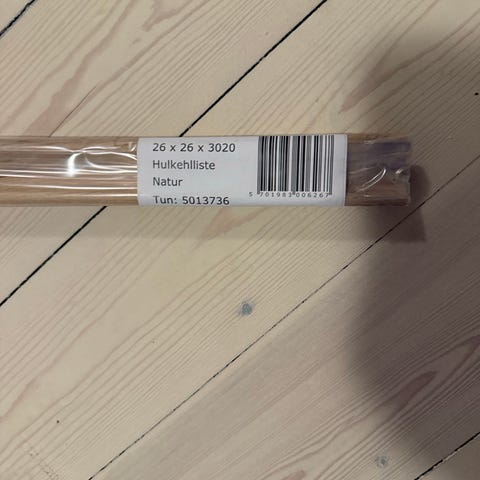 26 x 26 x 3020
Hulkehlliste
Natur
Tun: 5013736
5 701983 006267